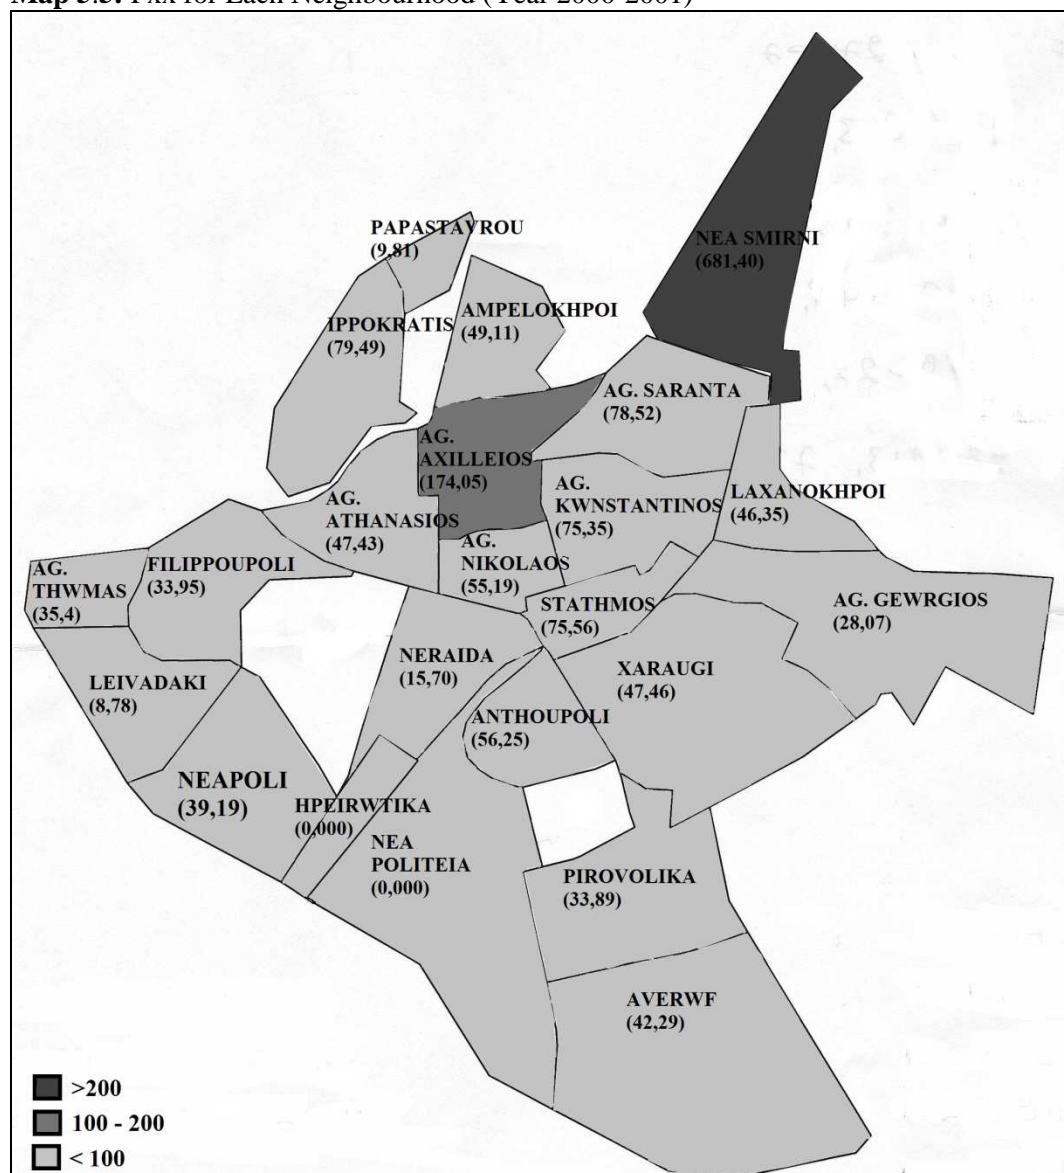 Map 5.5: Pxx for Each Neighbourhood (Year 2000-2001)
PAPASTAVROU
(9,81)
NEA SMIRNI
(681,40)
IPPOKRATIS
(79,49)
AMPELOKHPOI
(49,11)
AG. SARANTA
(78,52)
AG.
AXILLEIOS
(174,05)
AG.
KWNSTANTINOS
(75,35)
LAXANOKHPOI
(46,35)
AG.
ATHANASIOS
(47,43)
AG.
NIKOLAOS
(55,19)
AG.
THWMAS
(35,4)
FILIPPOUPOLI
(33,95)
STATHMOS
(75,56)
AG. GEWRGIOS
(28,07)
LEIVADAKI
(8,78)
NERAIDA
(15,70)
XARAUGI
(47,46)
ANTHOUPOLI
(56,25)
NEAPOLI
(39,19)
HPEIRWTIKA
(0,000)
NEA
POLITEIA
(0,000)
PIROVOLIKA
(33,89)
AVERWF
(42,29)
>200
100 - 200
< 100